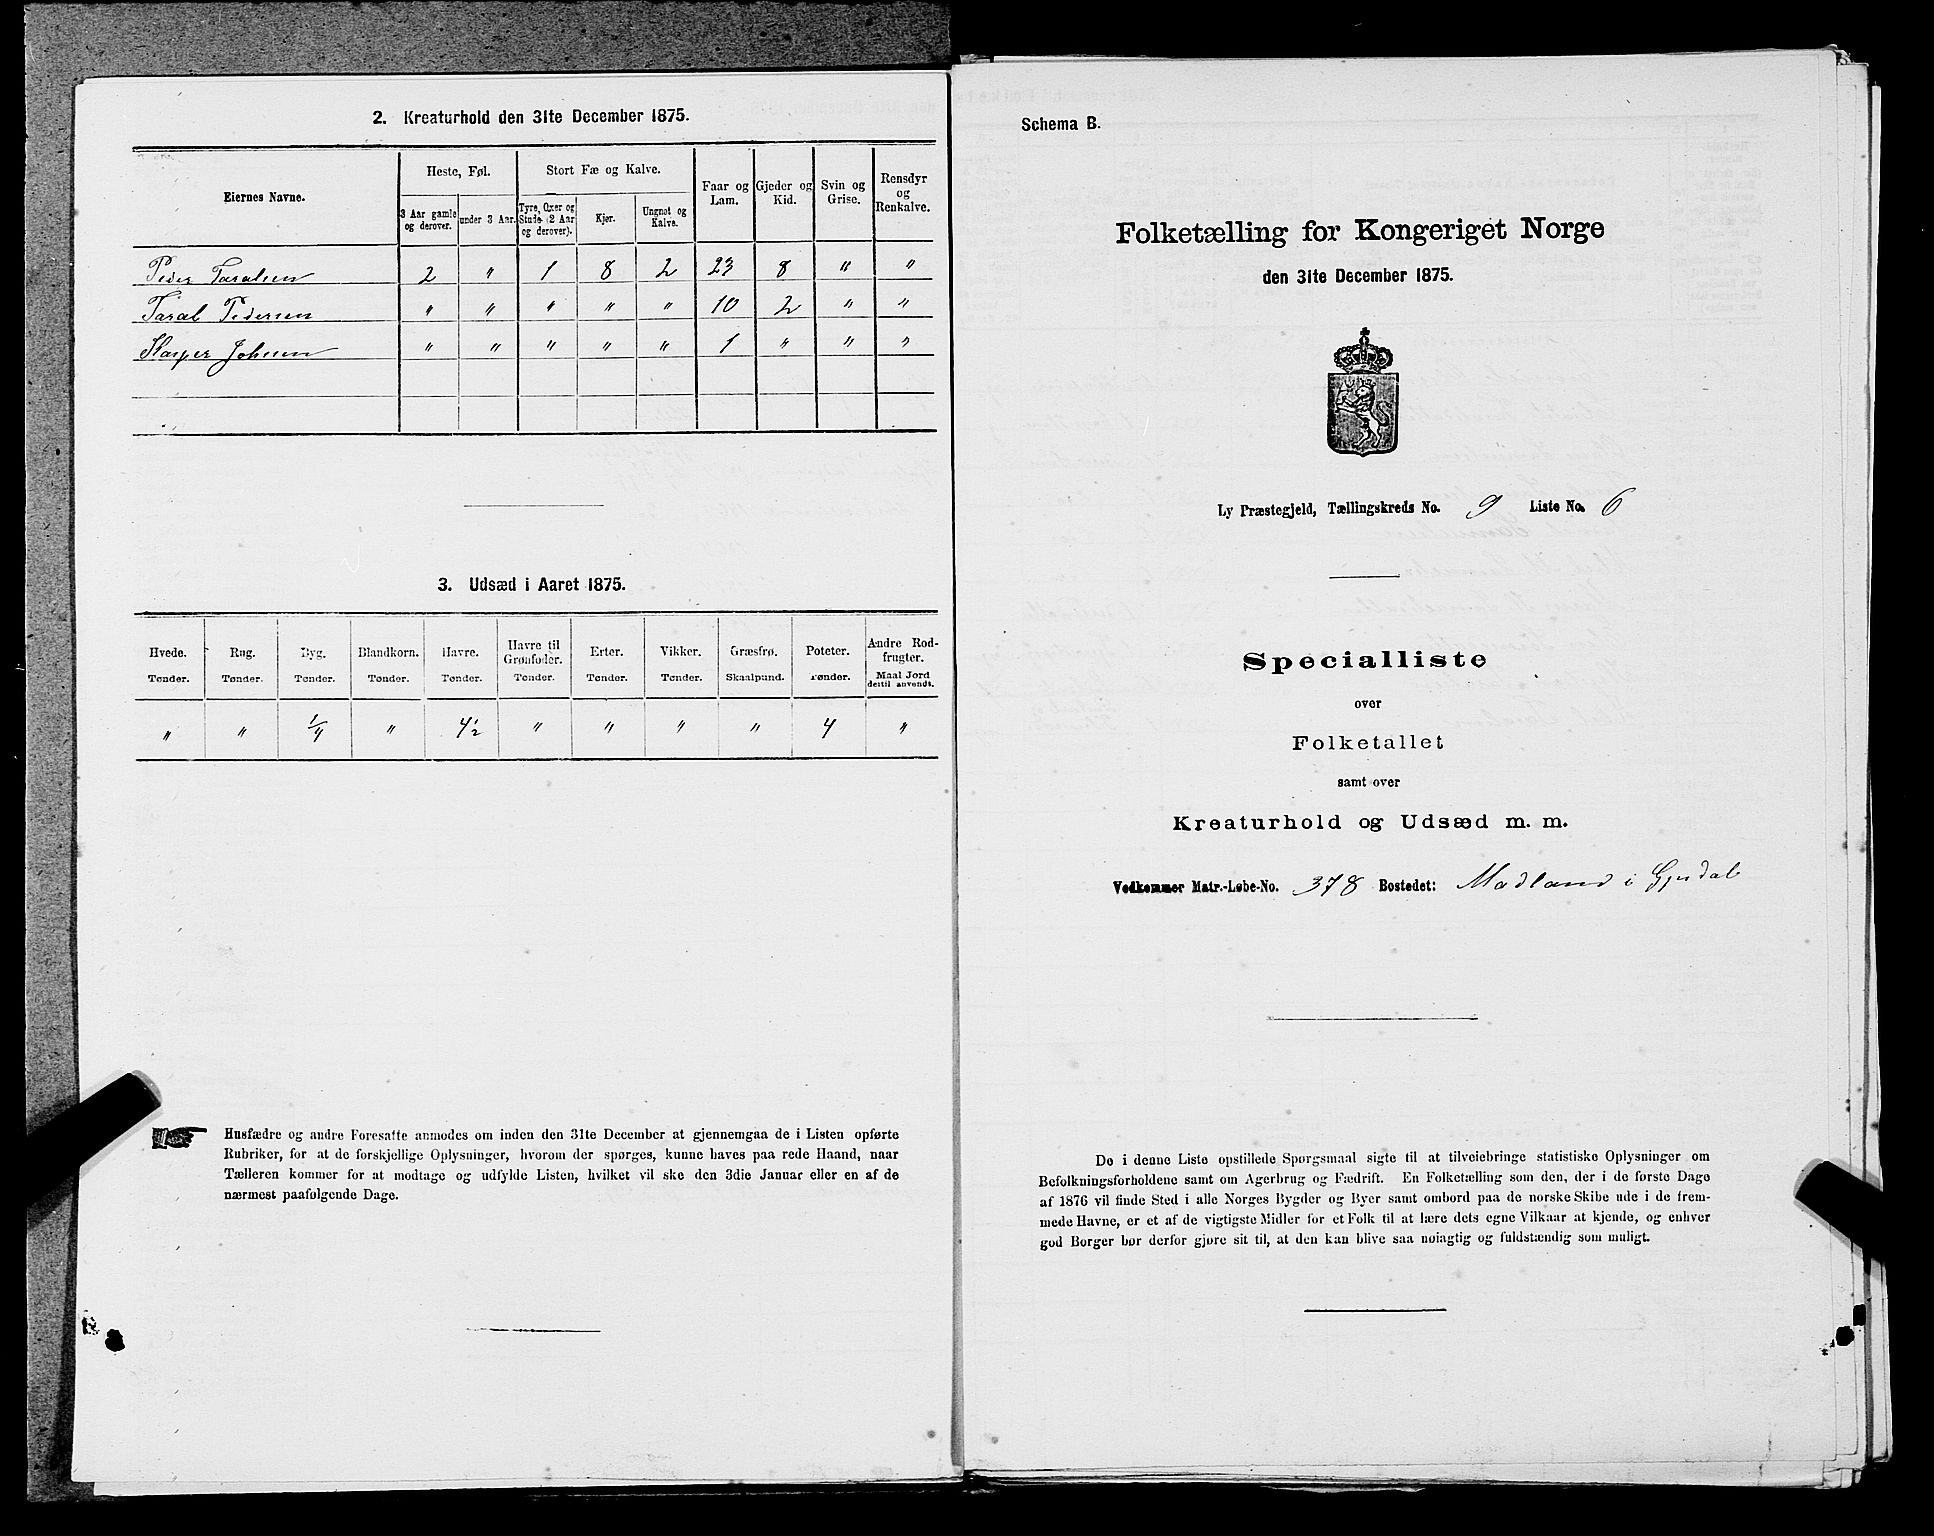 2. Kreaturhold den 31te December 1875.
Eiernes Navne.
Heste, Føl.
Stort Fæ og Kalve.
Faar og Lam.
Gjeder og Kid.
Svin og Grise.
Rensdyr og Renkalve.
3 Aar gamle og derover.
under 3 Aar.
Tyre, Oxer og Stude (2 Aar og derover).
Kjør.
Ungnøt og Kalve.
Peder Taralsen 2 " 1 8 2 23 8 " "
Taral Pedersen " " " " " 10 2 " "
Kasper Johnsen " " " " " 1 " " "
3. Udsæd i Aaret 1875.
Hvede. Rug. Byg. Blandkorn. Havre. Havre til Grønfoder. Erter. Vikker. Græsfrø. Poteter. Andre Rodfrugter.
Tønder. Tønder. Tønder. Tønder. Tønder. Tønder. Tønder. Tønder. Skaalpund. Tønder. Maal Jord dertil anvendt.
" " 1/4 " 4 1/2 " " " " 4 "
Husfædre og andre Foresatte anmodes om inden den 31te December at gjennemgaa de i Listen opførte
Rubriker, for at de forskjellige Oplysninger, hvorom der spørges, kunne haves paa rede Haand, naar
Tælleren kommer for at modtage og udfylde Listen, hvilket vil ske den 3die Januar eller en af de
nærmest paafølgende Dage.
Schema B.
Folketælling for Kongeriget Norge
den 31te December 1875.
Ly Præstegjeld, Tællingskreds No. 9 Liste No. 6
Specialliste
over
Folketallet
samt over
Kreaturhold og Udsæd m. m.
Vedkommer Matr.-Løbe-No. 378 Bostedet: Madland i Gjesdal
De i denne Liste opstillede Spørgsmaal sigte til at tilveiebringe statistiske Oplysninger om
Befolkningsforholdene samt om Agerbrug og Fædrift. En Folketælling som den, der i de første Dage
af 1876 vil finde Sted i alle Norges Bygder og Byer samt ombord paa de norske Skibe ude i de frem-
mede Havne, er et af de vigtigste Midler for et Folk til at lære dets egne Vilkaar at kjende, og enhver
god Borger bør derfor gjøre sit til, at den kan blive saa nøiagtig og fuldstændig som muligt.